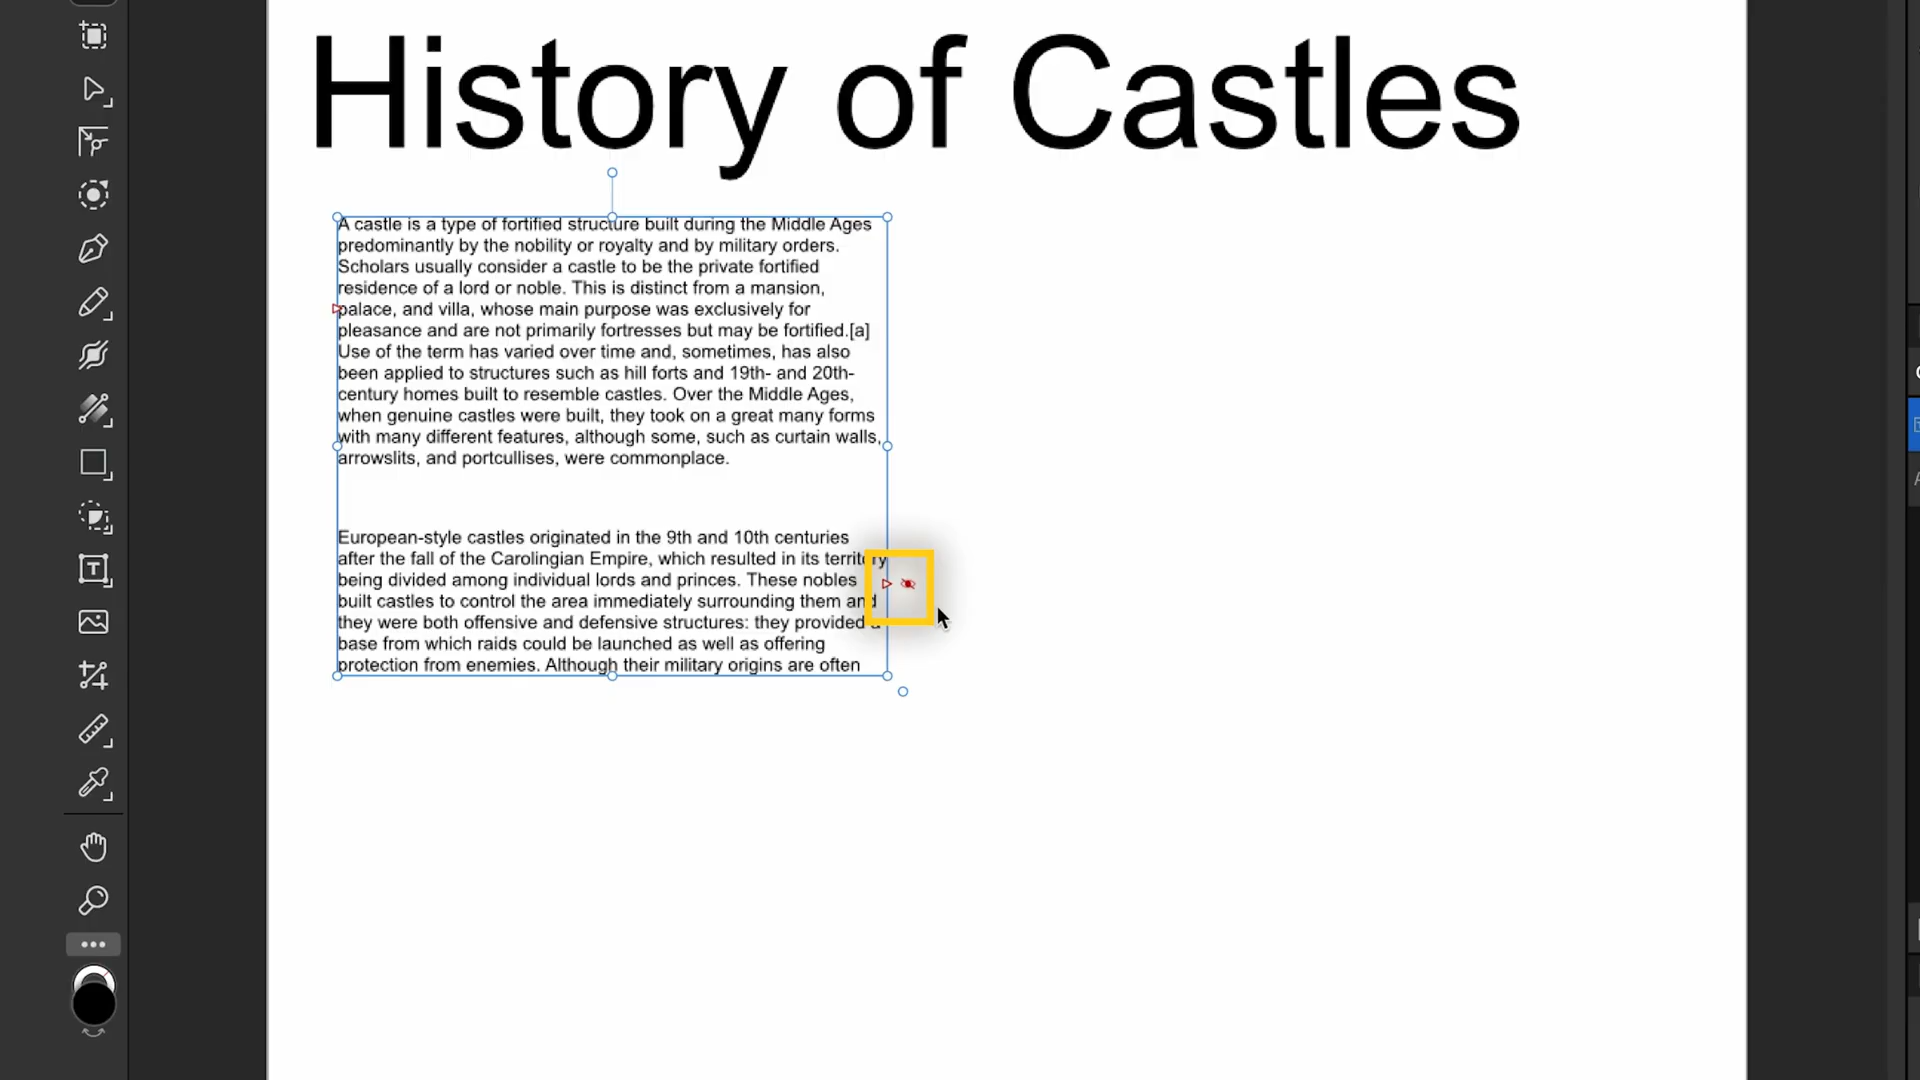 History of Castles
A castle is a type of fortified structure built during the Middle Ages
predominantly by the nobility or royalty and by military orders.
Scholars usually consider a castle to be the private fortified
residence of a lord or noble. This is distinct from a mansion,
palace, and villa, whose main purpose was exclusively for
pleasance and are not primarily fortresses but may be fortified.[a]
Use of the term has varied over time and, sometimes, has also
been applied to structures such as hill forts and 19th- and 20th-
century homes built to resemble castles. Over the Middle Ages,
when genuine castles were built, they took on a great many forms
with many different features, although some, such as curtain walls,
arrowslits, and portcullises, were commonplace.
European-style castles originated in the 9th and 10th centuries
after the fall of the Carolingian Empire, which resulted in its territory
being divided among individual lords and princes. These nobles
built castles to control the area immediately surrounding them and
they were both offensive and defensive structures: they provided a
base from which raids could be launched as well as offering
protection from enemies. Although their military origins are often